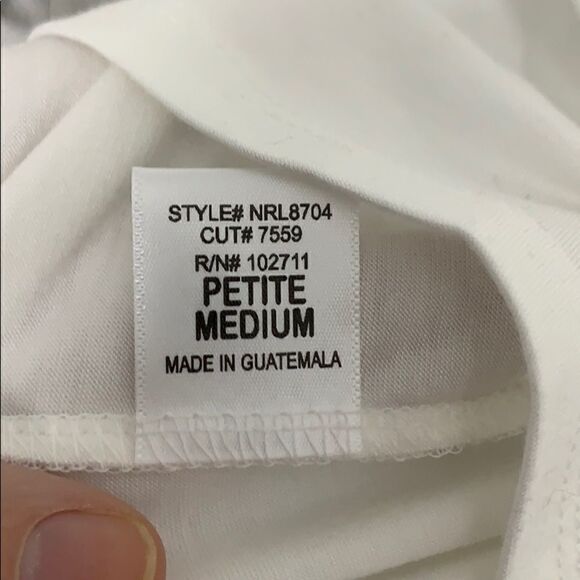 STYLE# NRL8704
CUT# 7559
R/N# 102711
PETITE
MEDIUM
MADE IN GUATEMALA